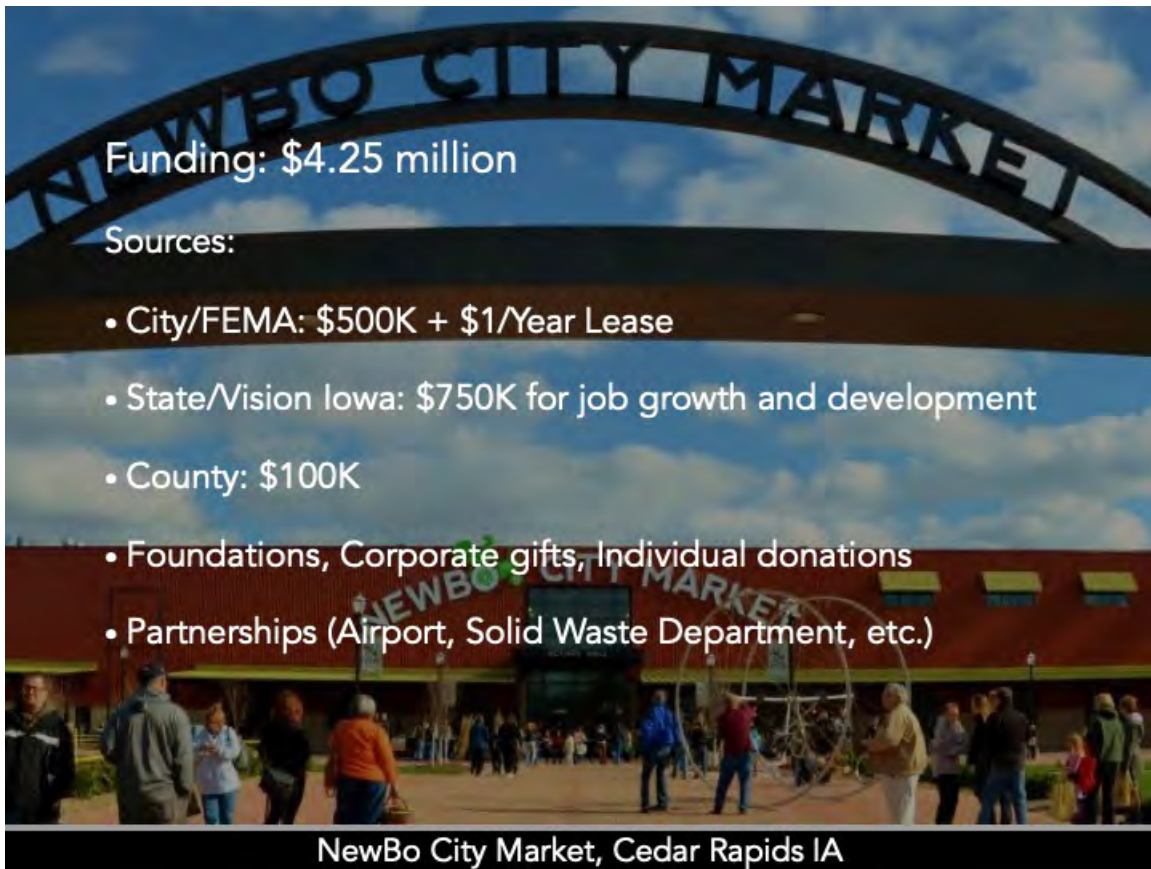 NEWBO CITY MARKET
Funding: $4.25 million
Sources:
• City/FEMA: $500K + $1/Year Lease
• State/Vision Iowa: $750K for job growth and development
• County: $100K
• Foundations, Corporate gifts, Individual donations
NEWBO CITY MARKET
• Partnerships (Airport, Solid Waste Department, etc.)
NewBo City Market, Cedar Rapids IA